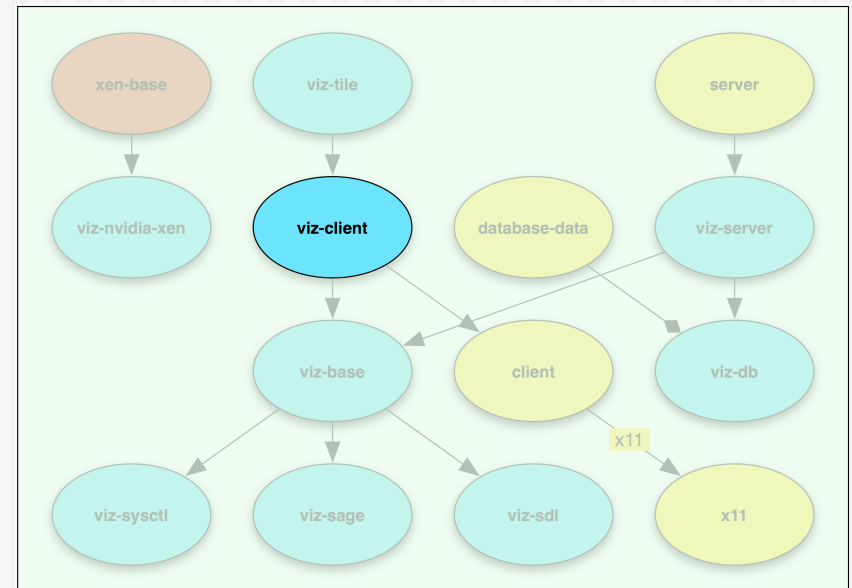 xen-base
viz-tile
server
viz-nvidia-xen
viz-client
database-data
viz-server
viz-base
client
viz-db
x11
viz-sysctl
viz-sage
viz-sdl
x11